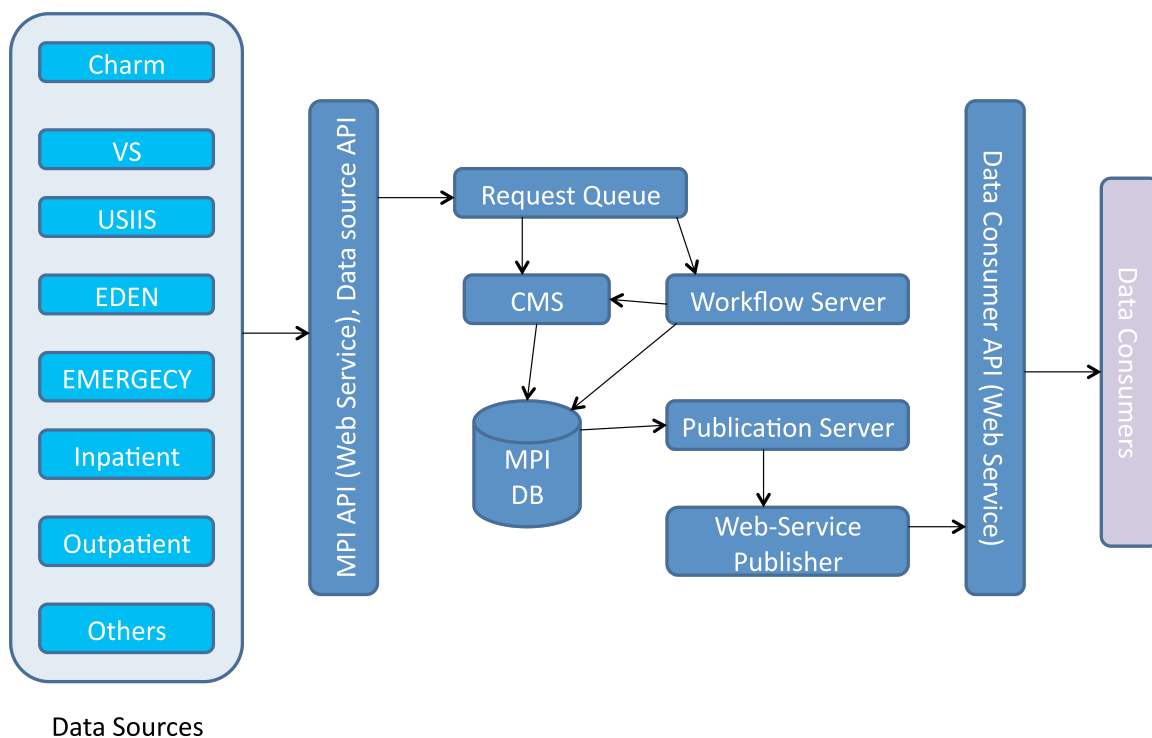 Charm
VS
USIIS
EDEN
EMERGECY
Inpatient
Outpatient
Others
Data Sources
MPI API (Web Service), Data source API
Request Queue
CMS
Workflow Server
MPI
DB
Publication Server
Web-Service
Publisher
Data Consumer API (Web Service)
Data Consumers